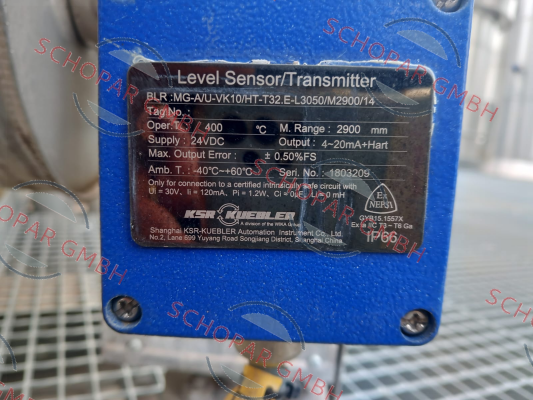 Level Sensor/Transmitter
BLR :MG-A/U-VK10/HT-T32.E-L3050/M2900/14
Tag No.
Oper.T. : 400 °C M. Range : 2900 mm
Supply : 24VDC Output : 4~20mA+Hart
Max. Output Error : ± 0.50%FS
Amb. T. : -40°C~+60°C Serial No. : 1803209
Only for connection to a certified intrinsically safe circuit with
Ui = 30V, Ii = 120mA, Pi = 1.2W, Ci = 0uF, Li = 0 mH
Ex
NEPSI
GYB15.1557X
Ex ia IIC T3 ~ T6 Ga
IP66
KSR KUEBLER
A division of the WIKA Group
Shanghai KSR-KUEBLER Automation Instrument Co., Ltd.
No.2, Lane 699 Yuyang Road Songjiang District, Shanghai China
SCHOPAR GMBH
SCHOPAR GMBH
SCHOPAR GMBH
SCHOPAR GMBH
SCHOPAR GMBH
SCHOPAR GMBH